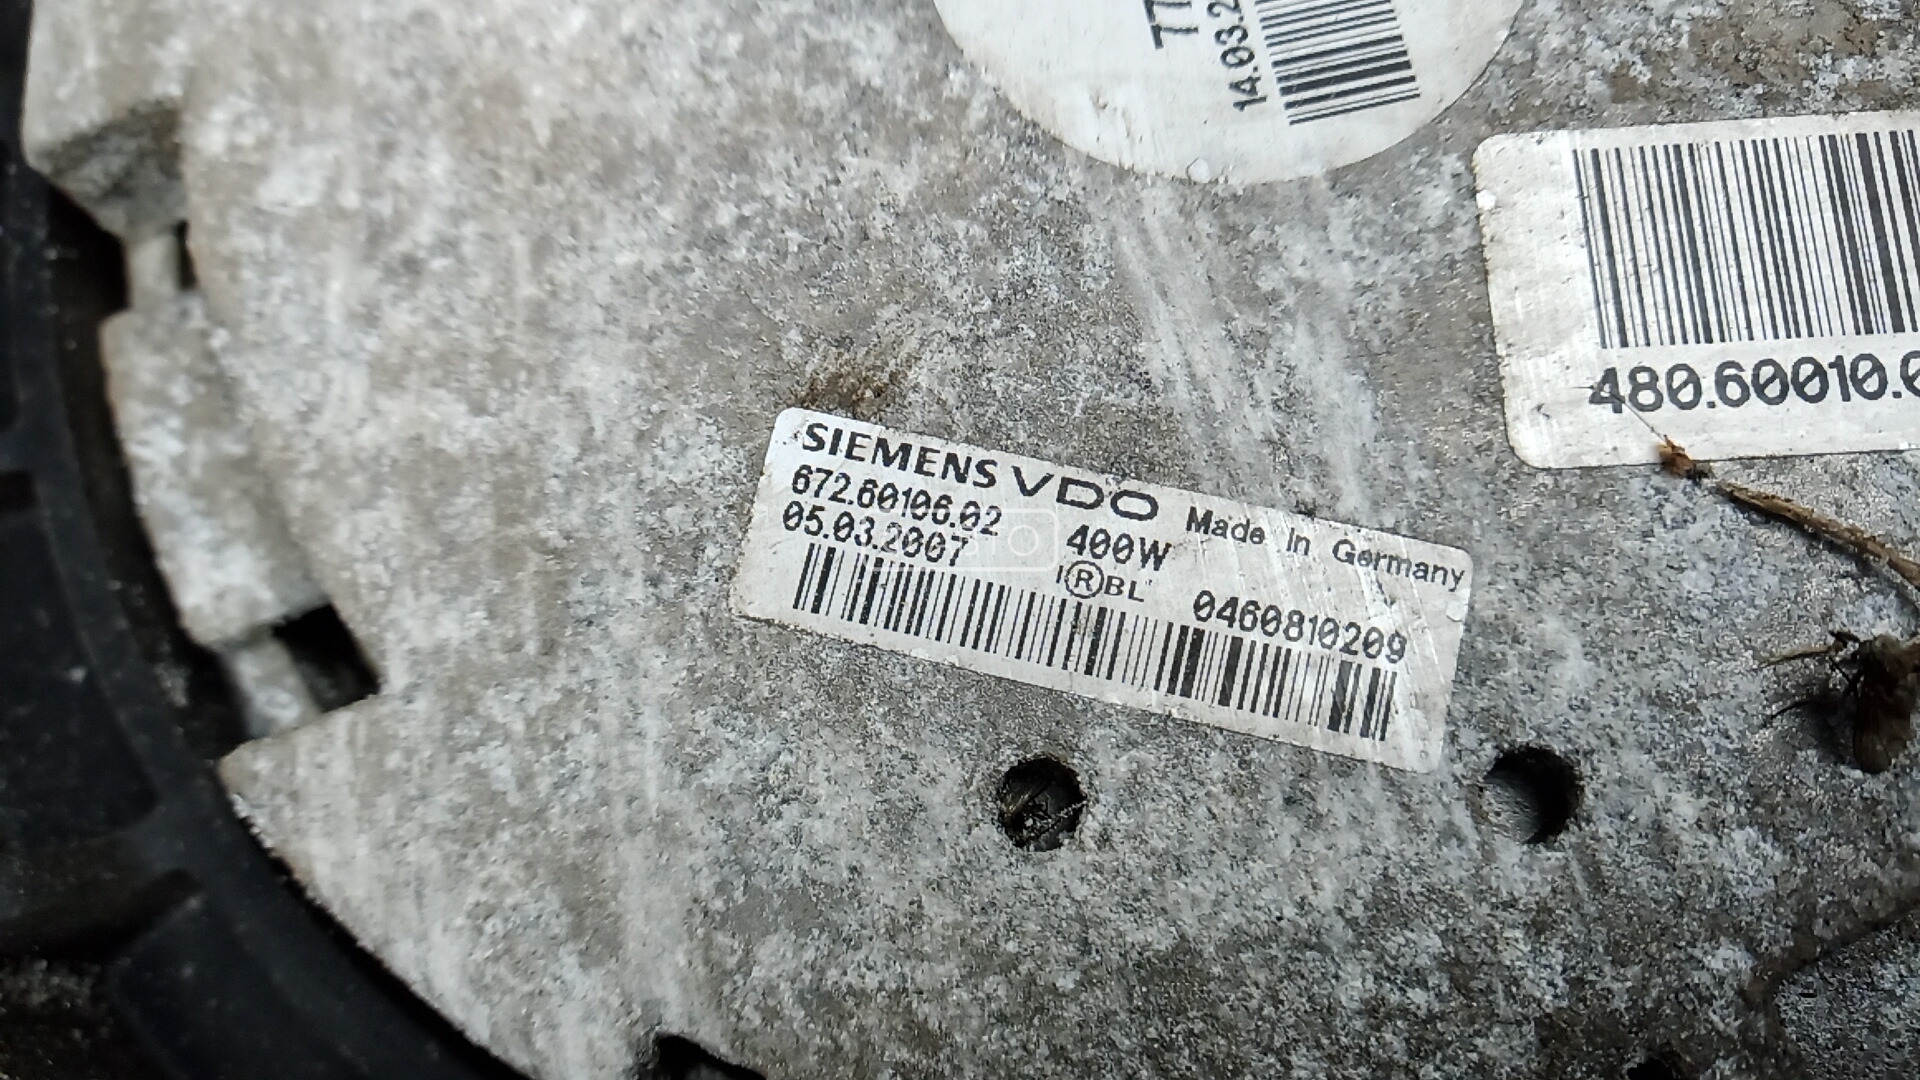 14.03.2
480.60010.0
SIEMENS VDO Made in Germany
672.60106.02 400W
05.03.2007 RBL
0460810209